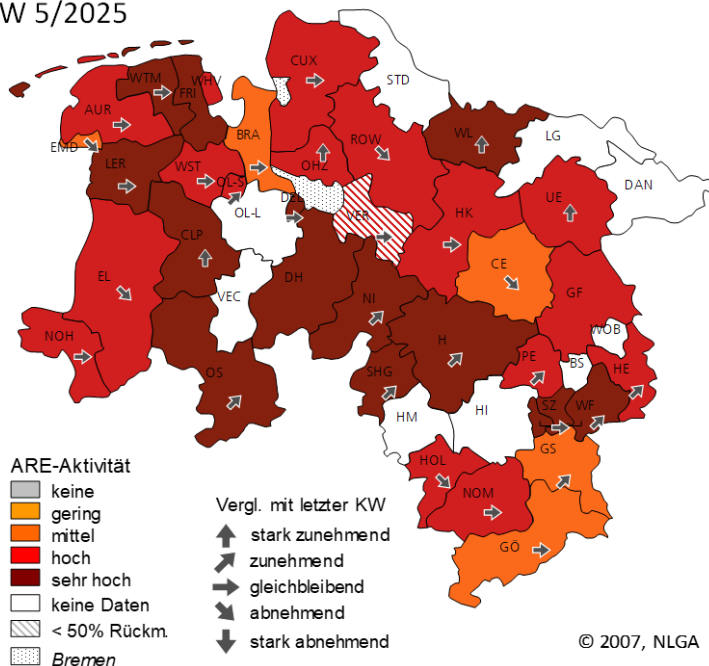 W 5/2025
CUX
STD
WTM
WHV
FRI
AUR
BRA
ROW
WL
LG
EMD
OHZ
LER
WST
OL-S
DEL
UE
DAN
OL-L
VER
HK
CLP
CE
EL
DH
VEC
NI
GF
NOH
H
WOB
OS
SHG
PE
BS
HE
SZ
WF
HM
HI
GS
HOL
NOM
GÖ
ARE-Aktivität
keine
gering
mittel
hoch
sehr hoch
keine Daten
< 50% Rückm.
Bremen
Vergl. mit letzter KW
stark zunehmend
zunehmend
gleichbleibend
abnehmend
stark abnehmend
© 2007, NLGA